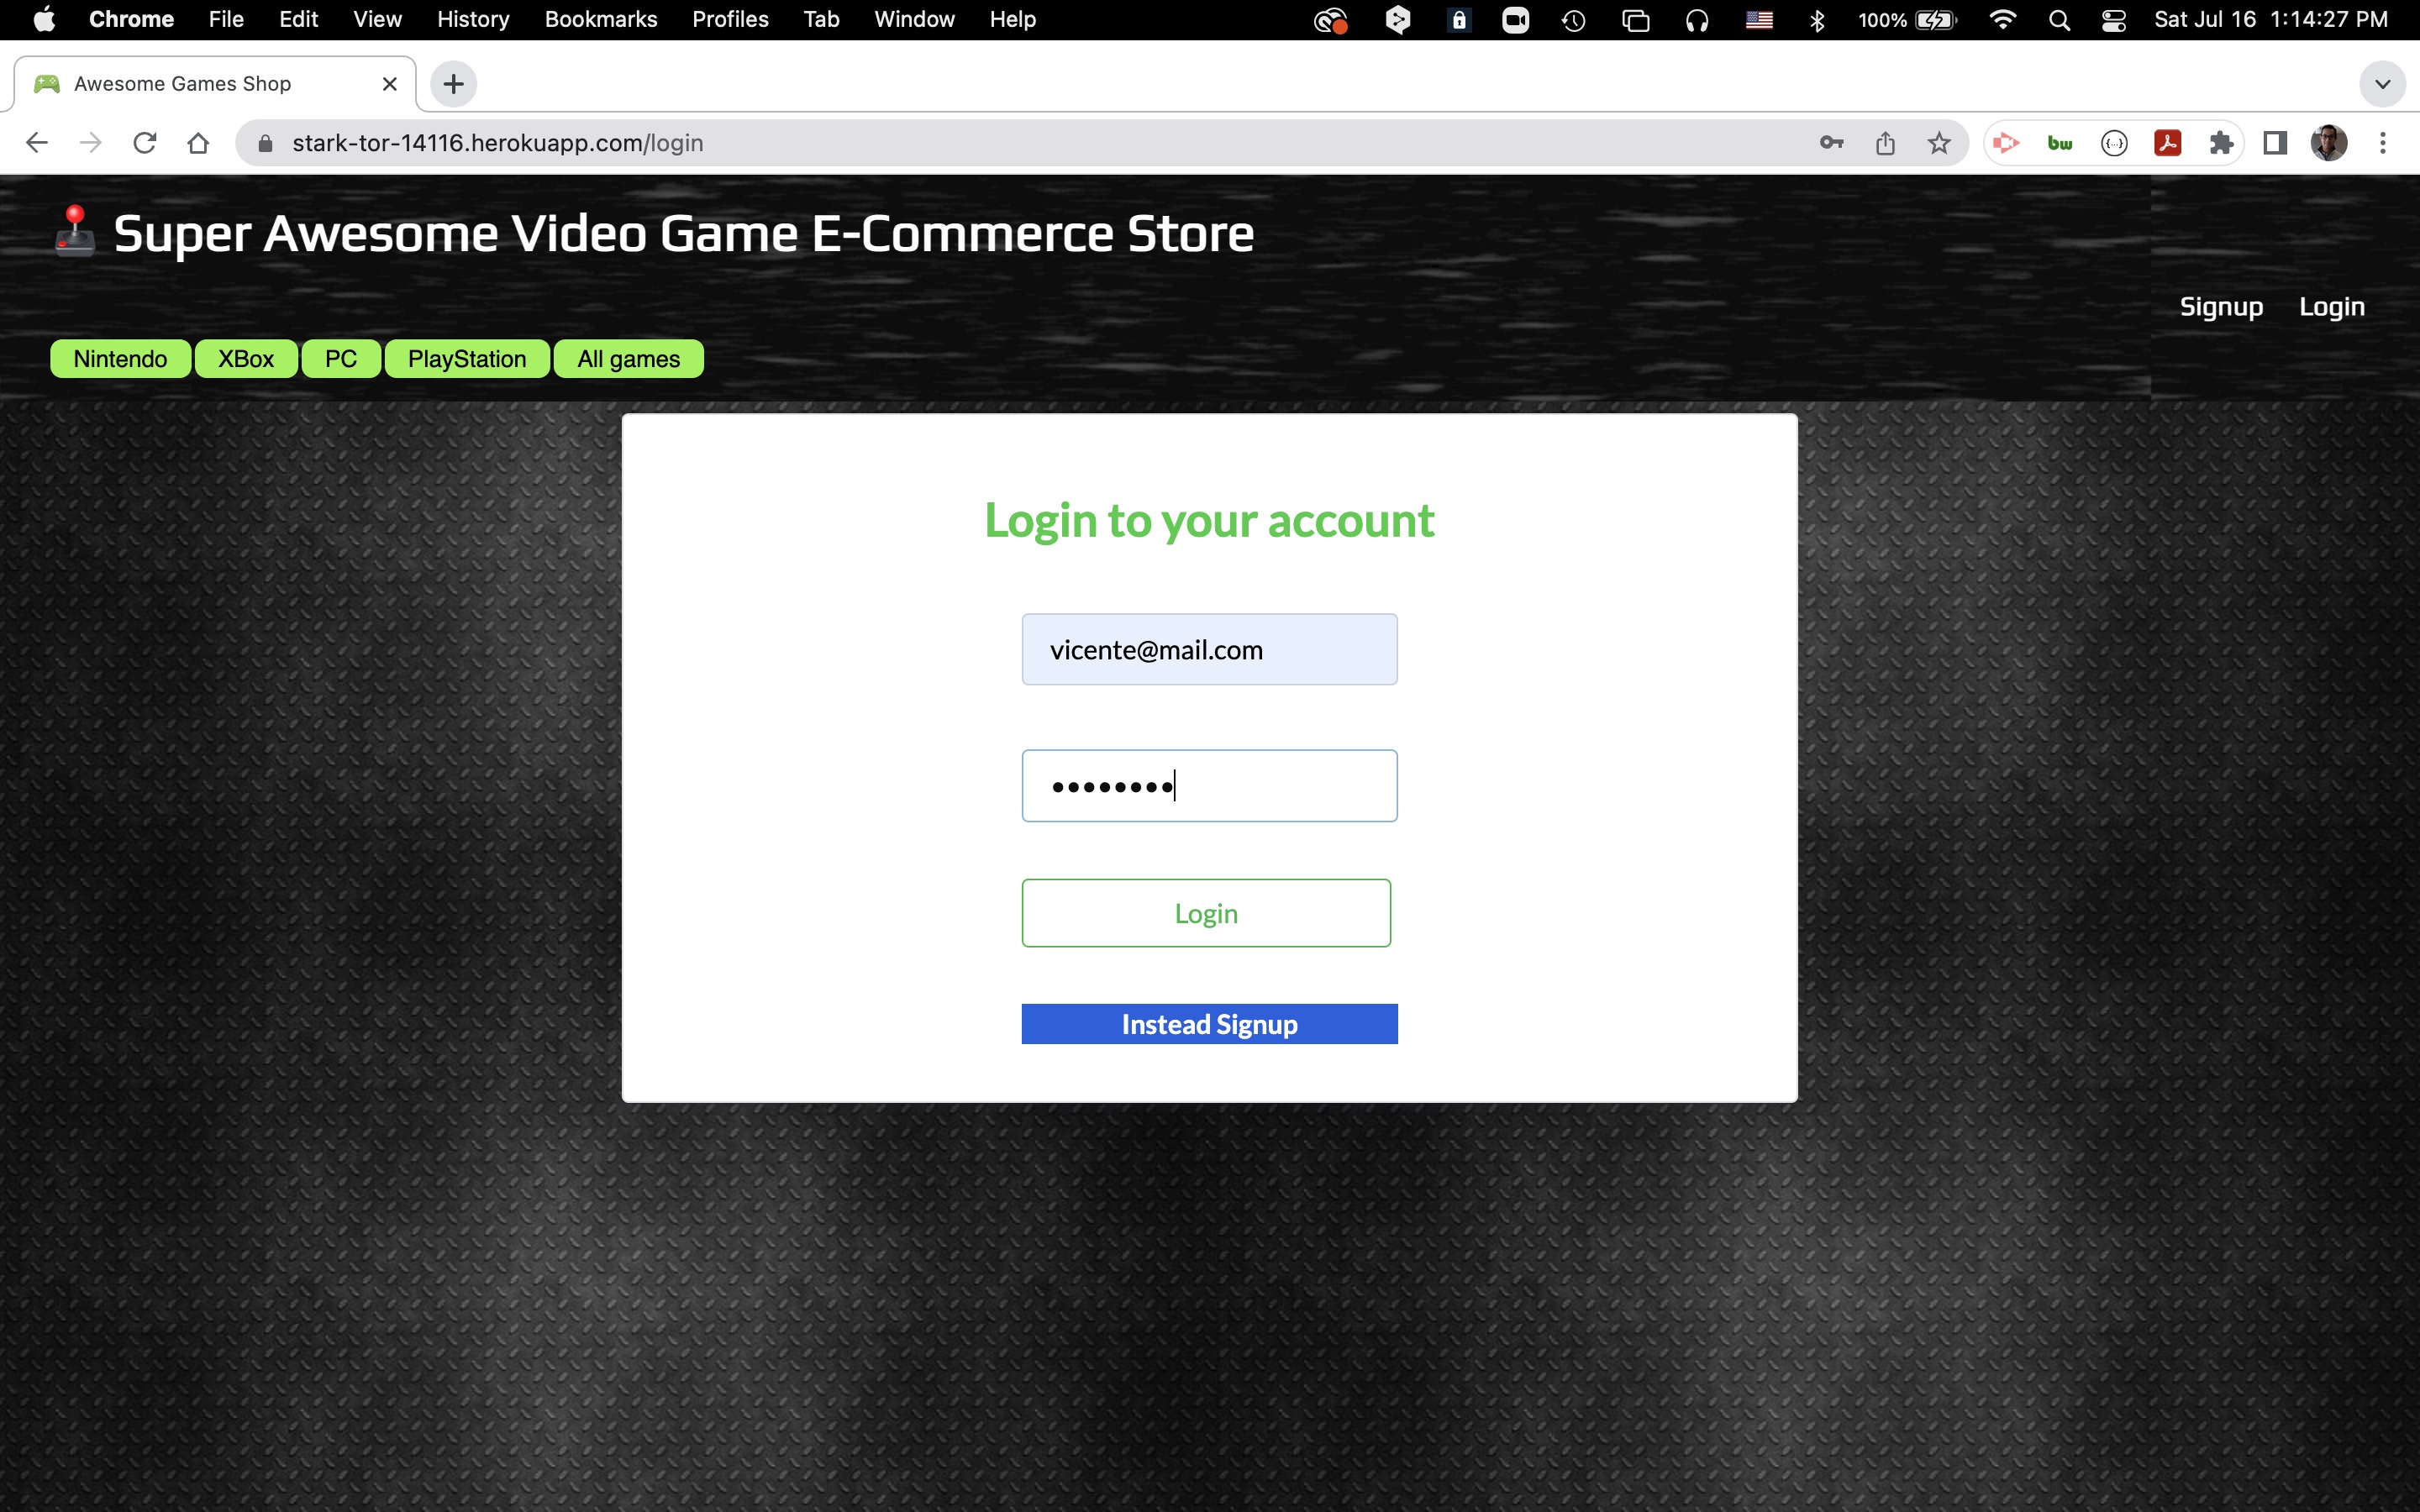 Chrome File Edit View History Bookmarks Profiles Tab Window Help 100% Sat Jul 16 1:14:27 PM
Awesome Games Shop
stark-tor-14116.herokuapp.com/login bw {...}
Super Awesome Video Game E-Commerce Store
Signup Login
Nintendo XBox PC PlayStation All games
Login to your account
vicente@mail.com
••••••••
Login
Instead Signup